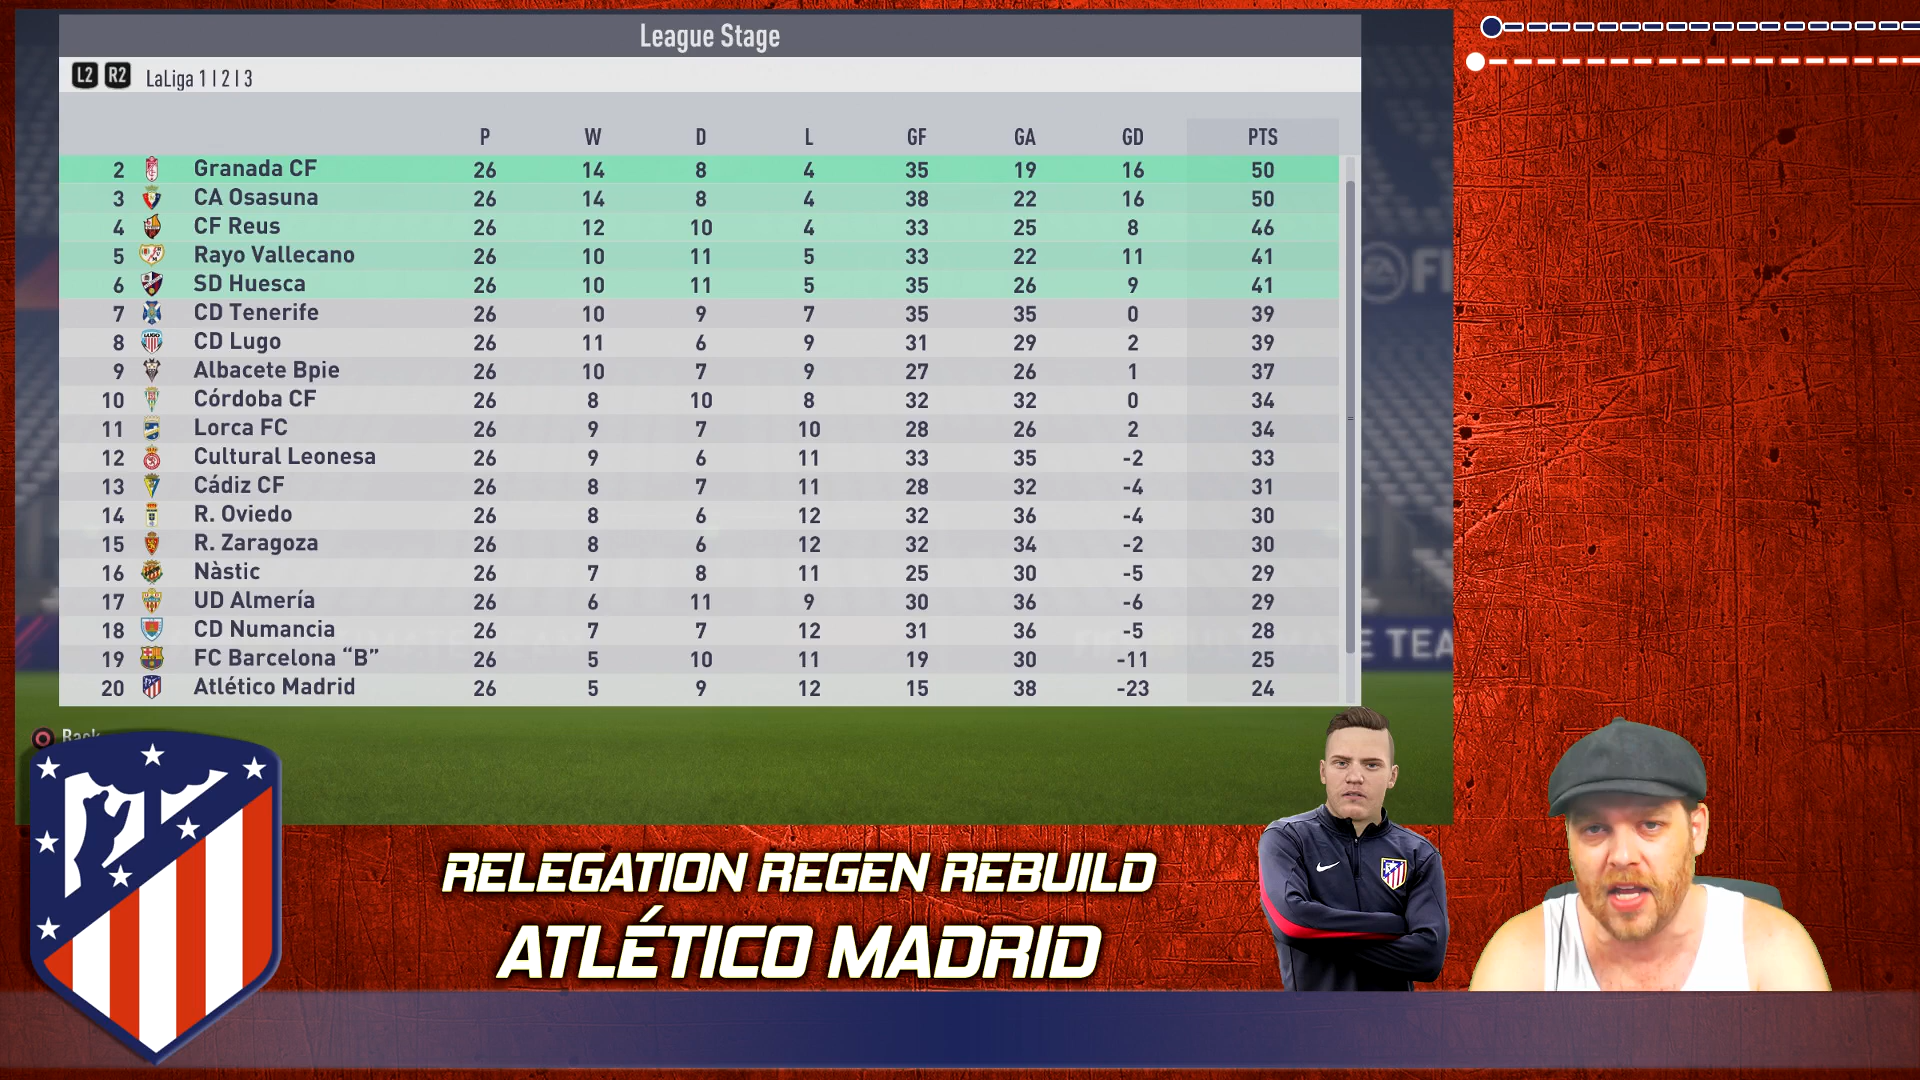 League Stage
L2 R2 LaLiga 1 | 2 | 3
P W D L GF GA GD PTS
2 Granada CF 26 14 8 4 35 19 16 50
3 CA Osasuna 26 14 8 4 38 22 16 50
4 CF Reus 26 12 10 4 33 25 8 46
5 Rayo Vallecano 26 10 11 5 33 22 11 41
6 SD Huesca 26 10 11 5 35 26 9 41
7 CD Tenerife 26 10 9 7 35 35 0 39
8 CD Lugo 26 11 6 9 31 29 2 39
9 Albacete Bpie 26 10 7 9 27 26 1 37
10 Córdoba CF 26 8 10 8 32 32 0 34
11 Lorca FC 26 9 7 10 28 26 2 34
12 Cultural Leonesa 26 9 6 11 33 35 -2 33
13 Cádiz CF 26 8 7 11 28 32 -4 31
14 R. Oviedo 26 8 6 12 32 36 -4 30
15 R. Zaragoza 26 8 6 12 32 34 -2 30
16 Nàstic 26 7 8 11 25 30 -5 29
17 UD Almería 26 6 11 9 30 36 -6 29
18 CD Numancia 26 7 7 12 31 36 -5 28
19 FC Barcelona “B” 26 5 10 11 19 30 -11 25
20 Atlético Madrid 26 5 9 12 15 38 -23 24
Back
RELEGATION REGEN REBUILD
ATLÉTICO MADRID